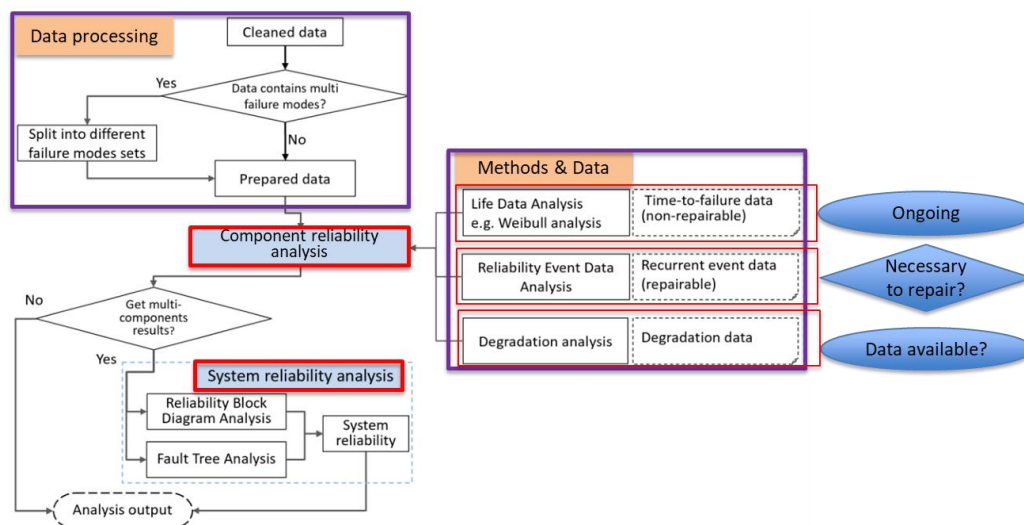 Data processing
Cleaned data
Yes
Data contains multi
failure modes?
Split into different
failure modes sets
No
Prepared data
Methods & Data
Life Data Analysis
e.g. Weibull analysis
Time-to-failure data
(non-repairable)
Ongoing
Component reliability
analysis
Reliability Event Data
Analysis
Recurrent event data
(repairable)
Necessary
to repair?
No
Get multi-
components
results?
Degradation analysis
Degradation data
Data available?
Yes
System reliability analysis
Reliability Block
Diagram Analysis
System
reliability
Fault Tree Analysis
Analysis output